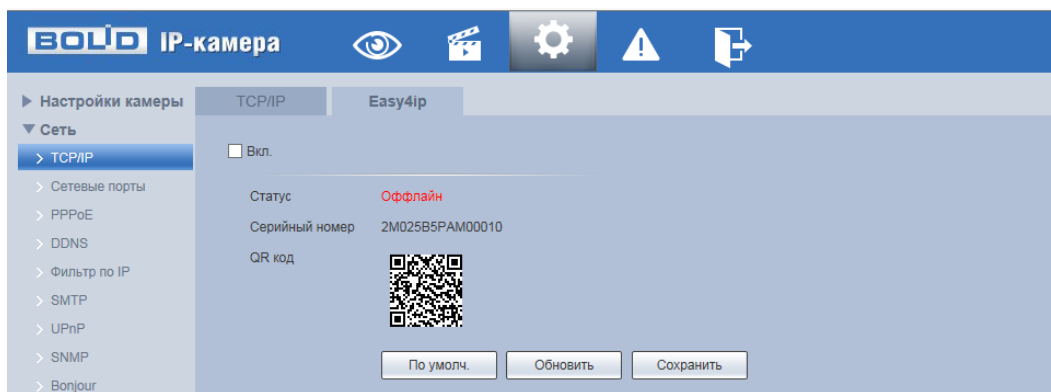 BOLID IP-камера
Настройки камеры
Сеть
TCP/IP
Сетевые порты
PPPoE
DDNS
Фильтр по IP
SMTP
UPnP
SNMP
Bonjour
TCP/IP Easy4ip
Вкл.
Статус Оффлайн
Серийный номер 2M025B5PAM00010
QR код
По умолч. Обновить Сохранить